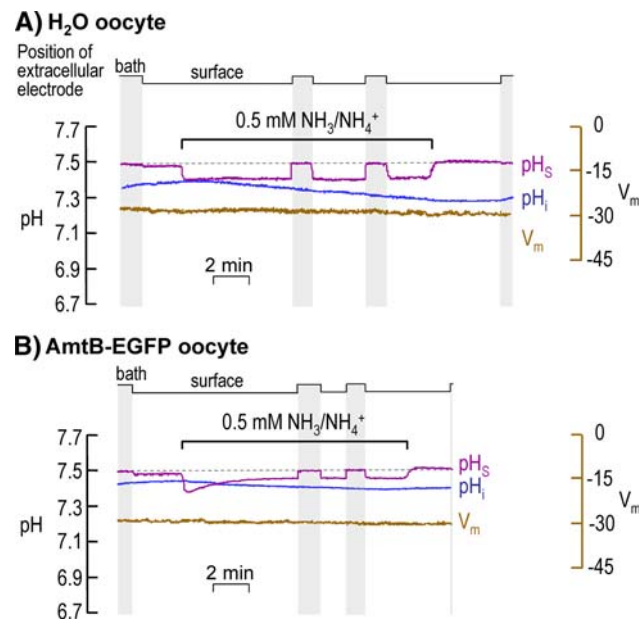 A) H₂O oocyte
Position of
extracellular
electrode
bath
surface
0.5 mM NH₃/NH₄⁺
7.7
7.5
7.3
7.1
6.9
6.7
pH
pHS
pHi
Vm
0
-15
-30
-45
Vm
2 min
B) AmtB-EGFP oocyte
bath
surface
0.5 mM NH₃/NH₄⁺
7.7
7.5
7.3
7.1
6.9
6.7
pH
pHS
pHi
Vm
0
-15
-30
-45
Vm
2 min